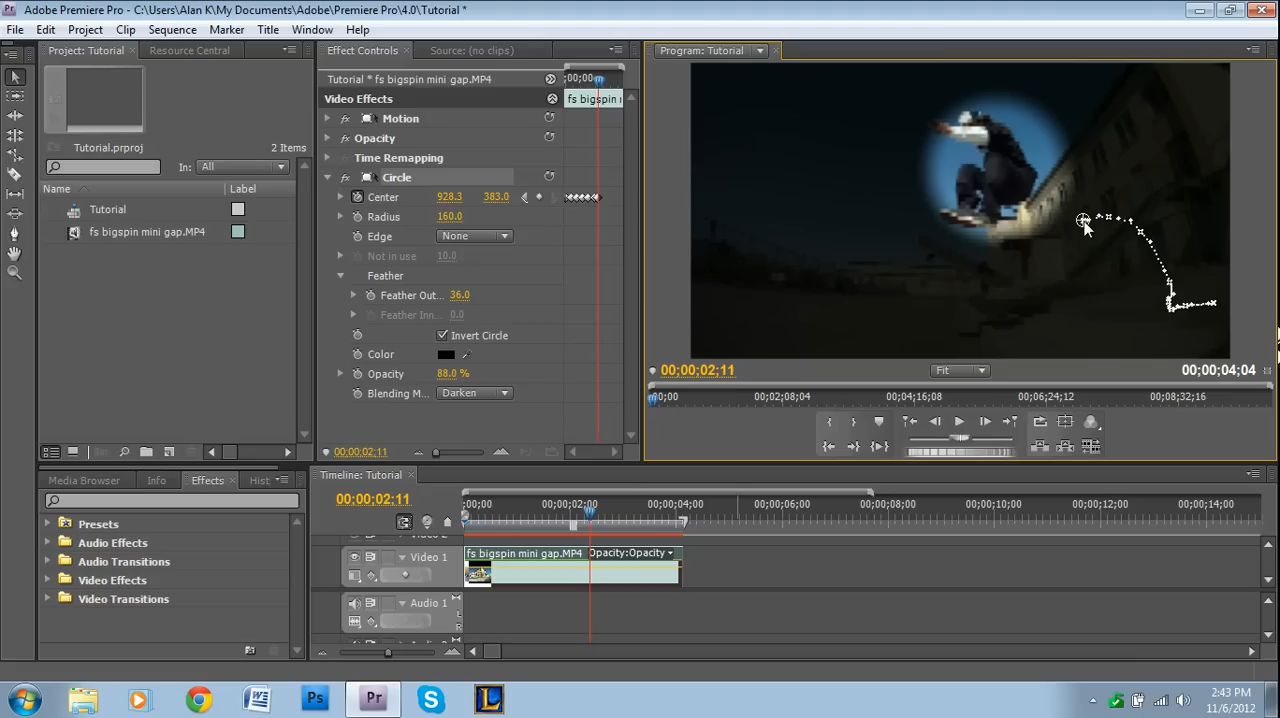 Adobe Premiere Pro - C:\Users\Alan K\My Documents\Adobe\Premiere Pro\4.0\Tutorial *
File Edit Project Clip Sequence Marker Title Window Help
Project: Tutorial Resource Central
Tutorial.prproj 2 Items
In: All
Name Label
Tutorial
fs bigspin mini gap.MP4
Effect Controls Source: (no clips)
Tutorial * fs bigspin mini gap.MP4 ;00;00
Video Effects fs bigspin
Motion
Opacity
Time Remapping
Circle
Center 928.3 383.0
Radius 160.0
Edge None
Not in use 10.0
Feather
Feather Out... 36.0
Feather Inn... 0.0
Invert Circle
Color
Opacity 88.0 %
Blending M... Darken
00;00;02;11
Program: Tutorial
00;00;02;11 Fit 00;00;04;04
;00;00 00;02;08;04 00;04;16;08 00;06;24;12 00;08;32;16
Media Browser Info Effects Hist
Presets
Audio Effects
Audio Transitions
Video Effects
Video Transitions
Timeline: Tutorial
00;00;02;11
;00;00 00;00;02;00 00;00;04;00 00;00;06;00 00;00;08;00 00;00;10;00 00;00;12;00 00;00;14;00
Video 1 fs bigspin mini gap.MP4 Opacity:Opacity
Audio 1
L
R
W Ps Pr S L
2:43 PM
11/6/2012